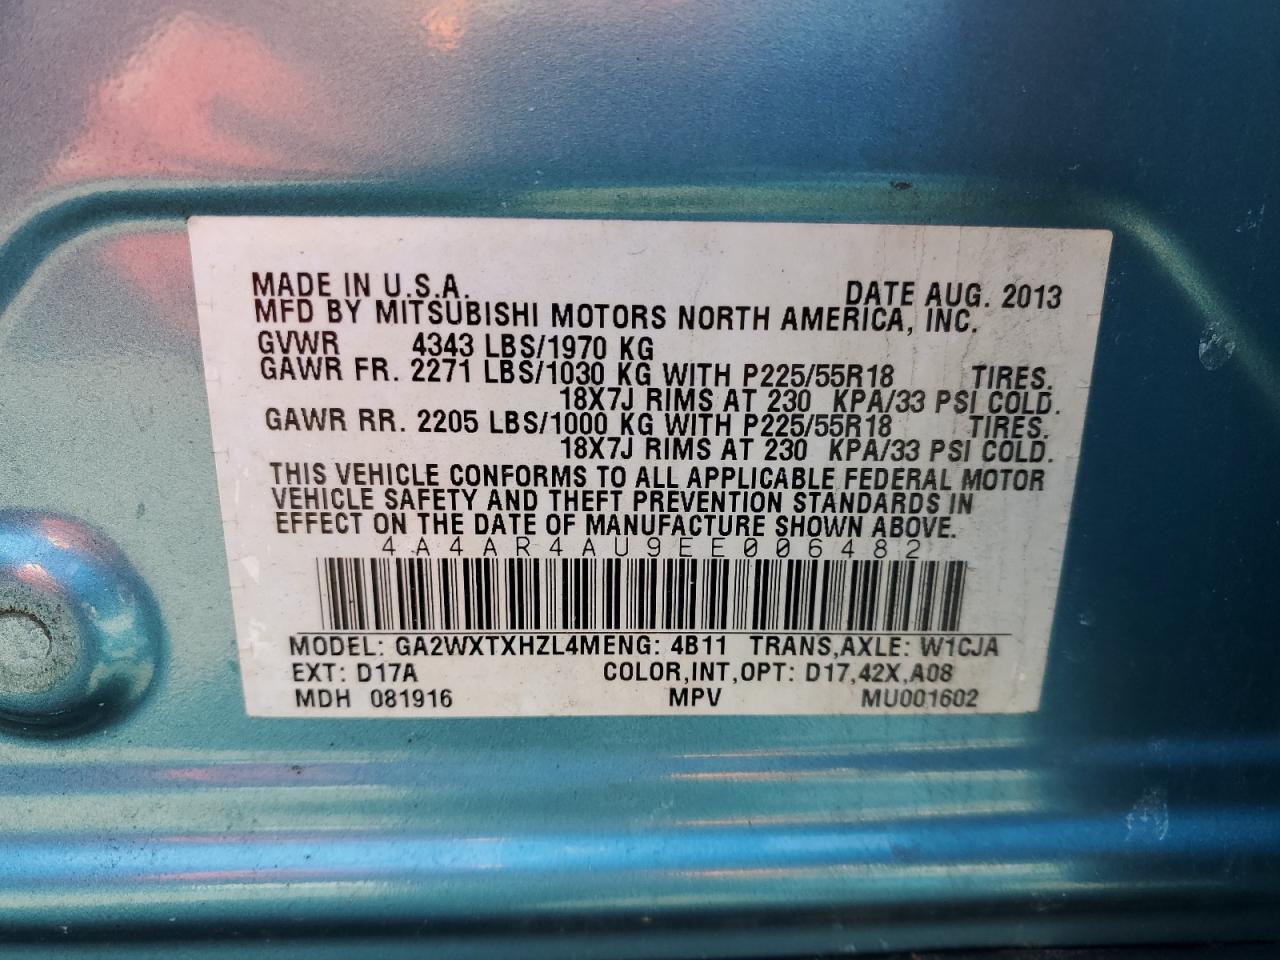 MADE IN U.S.A. DATE AUG. 2013
MFD BY MITSUBISHI MOTORS NORTH AMERICA, INC.
GVWR 4343 LBS/1970 KG
GAWR FR. 2271 LBS/1030 KG WITH P225/55R18 TIRES.
18X7J RIMS AT 230 KPA/33 PSI COLD.
GAWR RR. 2205 LBS/1000 KG WITH P225/55R18 TIRES.
18X7J RIMS AT 230 KPA/33 PSI COLD.
THIS VEHICLE CONFORMS TO ALL APPLICABLE FEDERAL MOTOR
VEHICLE SAFETY AND THEFT PREVENTION STANDARDS IN
EFFECT ON THE DATE OF MANUFACTURE SHOWN ABOVE.
4A4AR4AU9EE006482
MODEL: GA2WXTXHZL4MENG: 4B11 TRANS,AXLE: W1CJA
EXT: D17A COLOR,INT,OPT: D17,42X,A08
MDH 081916 MPV MU001602